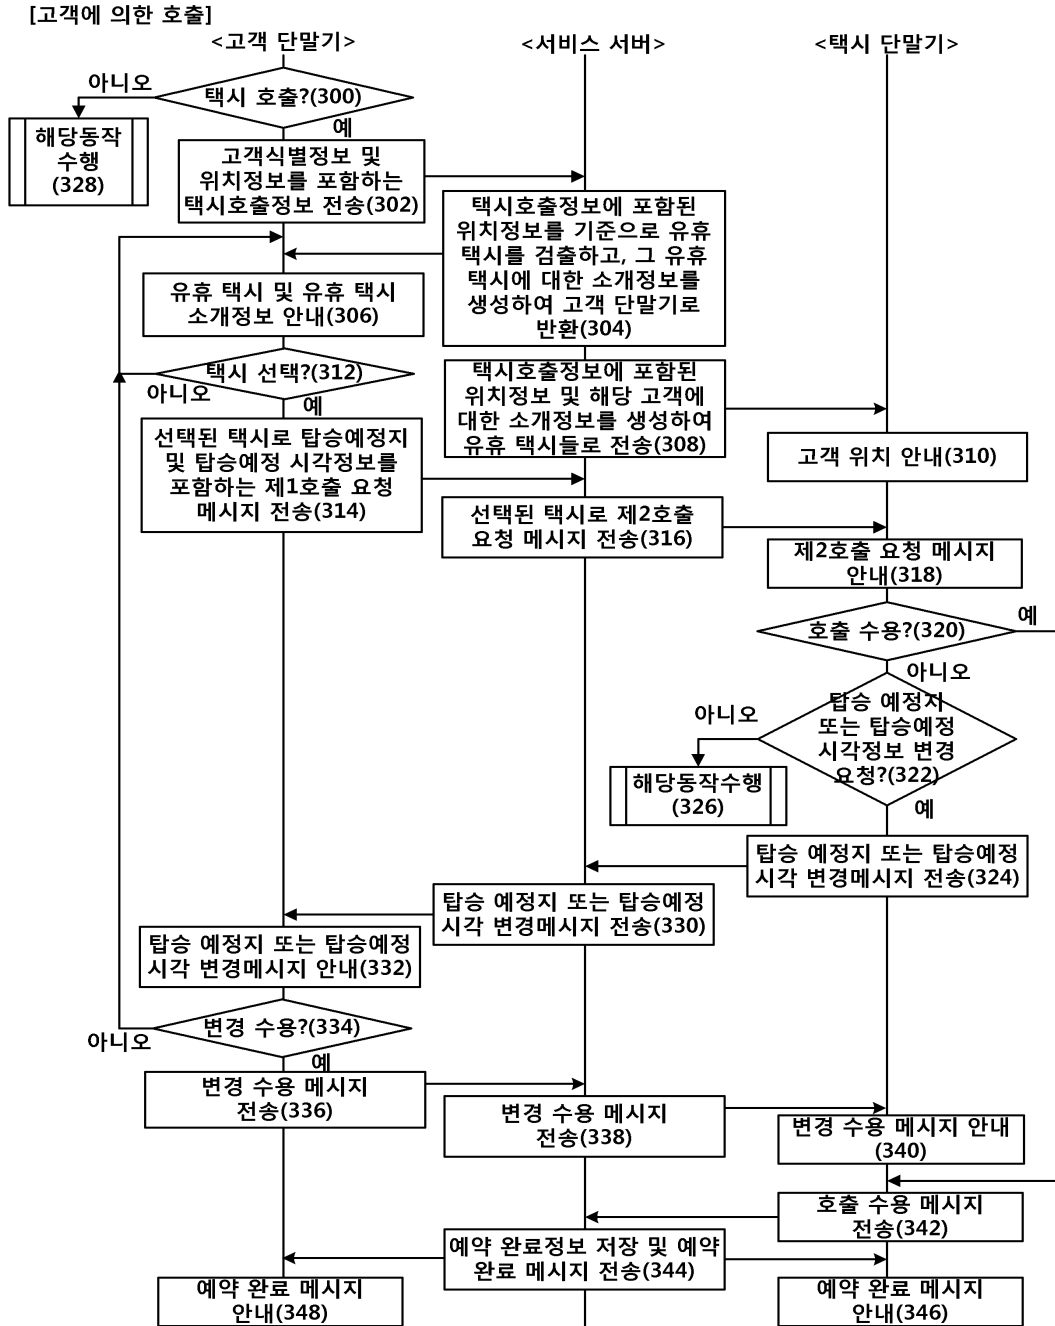 [고객에 의한 호출]
<고객 단말기>
<서비스 서버>
<택시 단말기>
아니오
택시 호출?(300)
예
해당동작
수행
(328)
고객식별정보 및
위치정보를 포함하는
택시호출정보 전송(302)
택시호출정보에 포함된
위치정보를 기준으로 유휴
택시를 검출하고, 그 유휴
택시에 대한 소개정보를
생성하여 고객 단말기로
반환(304)
유휴 택시 및 유휴 택시
소개정보 안내(306)
택시 선택?(312)
아니오
예
택시호출정보에 포함된
위치정보 및 해당 고객에
대한 소개정보를 생성하여
유휴 택시들로 전송(308)
고객 위치 안내(310)
선택된 택시로 탑승예정지
및 탑승예정 시각정보를
포함하는 제1호출 요청
메시지 전송(314)
선택된 택시로 제2호출
요청 메시지 전송(316)
제2호출 요청 메시지
안내(318)
호출 수용?(320)
예
아니오
탑승 예정지
또는 탑승예정
시각정보 변경
요청?(322)
아니오
예
해당동작수행
(326)
탑승 예정지 또는 탑승예정
시각 변경메시지 전송(324)
탑승 예정지 또는 탑승예정
시각 변경메시지 전송(330)
탑승 예정지 또는 탑승예정
시각 변경메시지 안내(332)
변경 수용?(334)
아니오
예
변경 수용 메시지
전송(336)
변경 수용 메시지
전송(338)
변경 수용 메시지 안내
(340)
호출 수용 메시지
전송(342)
예약 완료정보 저장 및 예약
완료 메시지 전송(344)
예약 완료 메시지
안내(348)
예약 완료 메시지
안내(346)